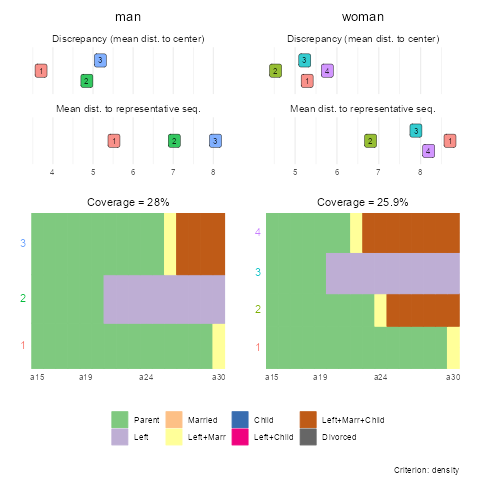 man woman
Discrepancy (mean dist. to center) Discrepancy (mean dist. to center)
1 2 3 2 3 1 4
Mean dist. to representative seq. Mean dist. to representative seq.
1 2 3 2 3 4 1
4 5 6 7 8 5 6 7 8
Coverage = 28% Coverage = 25.9%
3 4
2 3
1 2
1
a15 a19 a24 a30 a15 a19 a24 a30
Parent Married Child Left+Marr+Child
Left Left+Marr Left+Child Divorced
Criterion: density